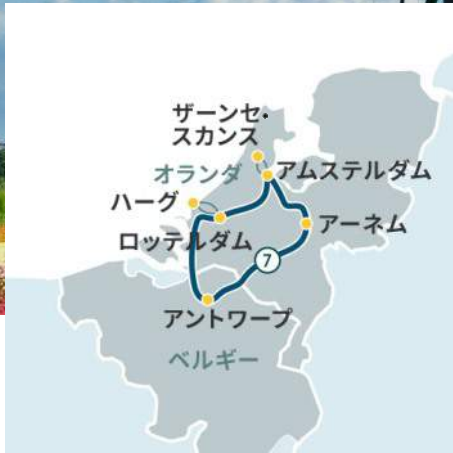 ザーンセ・
スカンス
オランダ
アムステルダム
ハーグ
アーネム
ロッテルダム
7
アントワープ
ベルギー